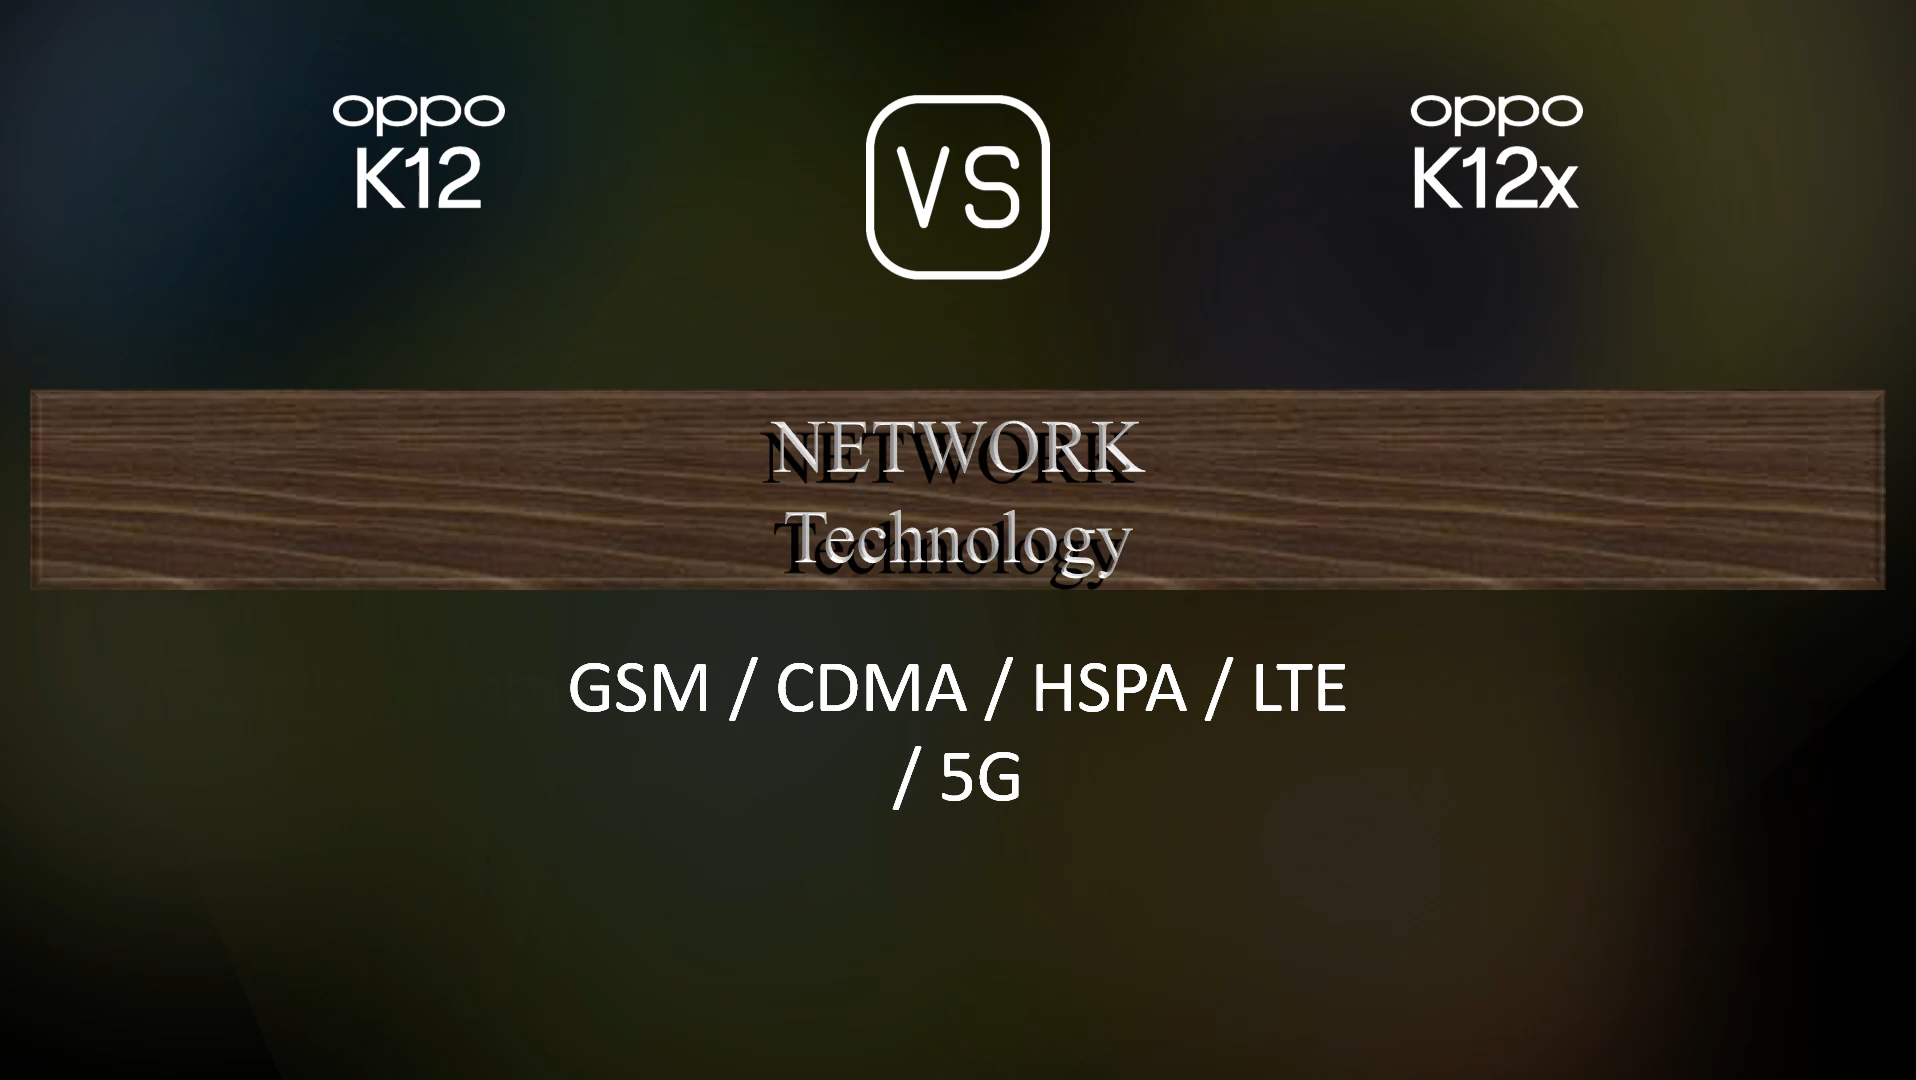 oppo
K12
VS
oppo
K12x
NETWORK
Technology
GSM / CDMA / HSPA / LTE
/ 5G